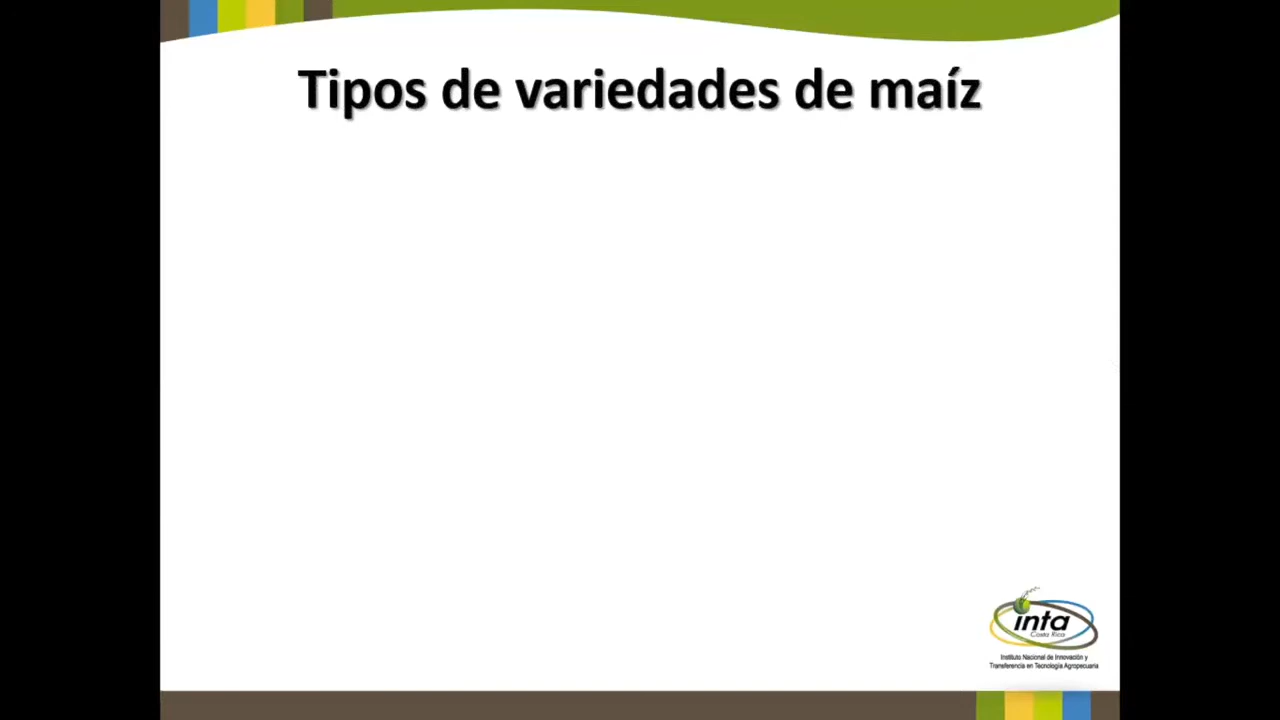 Tipos de variedades de maíz
inta
Costa Rica
Instituto Nacional de Innovación y
Transferencia en Tecnología Agropecuaria